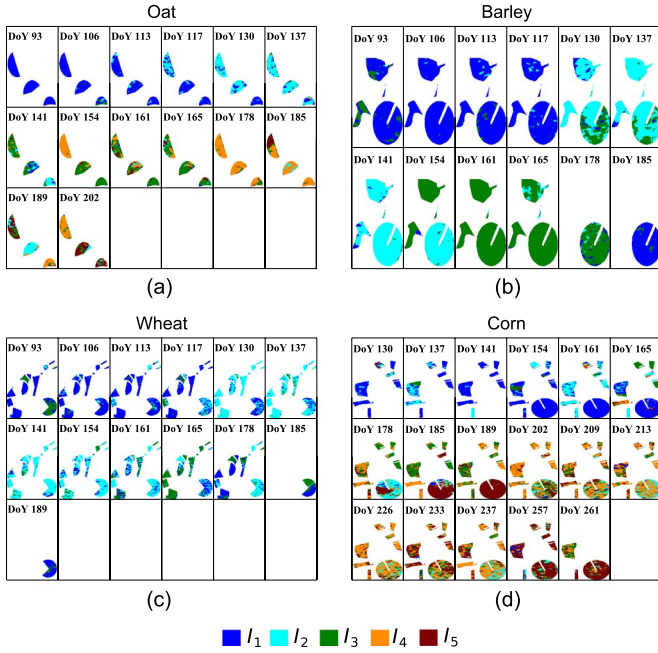 Oat
DoY 93 DoY 106 DoY 113 DoY 117 DoY 130 DoY 137
DoY 141 DoY 154 DoY 161 DoY 165 DoY 178 DoY 185
DoY 189 DoY 202
(a)
Barley
DoY 93 DoY 106 DoY 113 DoY 117 DoY 130 DoY 137
DoY 141 DoY 154 DoY 161 DoY 165 DoY 178 DoY 185
(b)
Wheat
DoY 93 DoY 106 DoY 113 DoY 117 DoY 130 DoY 137
DoY 141 DoY 154 DoY 161 DoY 165 DoY 178 DoY 185
DoY 189
(c)
Corn
DoY 130 DoY 137 DoY 141 DoY 154 DoY 161 DoY 165
DoY 178 DoY 185 DoY 189 DoY 202 DoY 209 DoY 213
DoY 226 DoY 233 DoY 237 DoY 257 DoY 261
(d)
I1 I2 I3 I4 I5